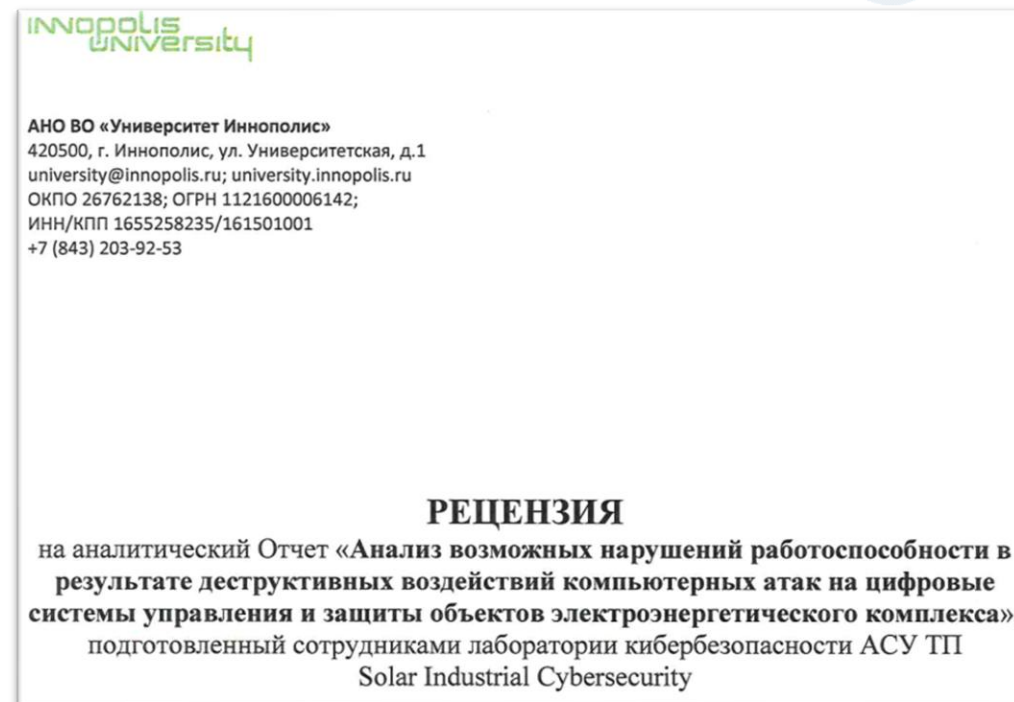 INNOPOLIS
UNIVERSITY
АНО ВО «Университет Иннополис»
420500, г. Иннополис, ул. Университетская, д.1
university@innopolis.ru; university.innopolis.ru
ОКПО 26762138; ОГРН 1121600006142;
ИНН/КПП 1655258235/161501001
+7 (843) 203-92-53
РЕЦЕНЗИЯ
на аналитический Отчет «Анализ возможных нарушений работоспособности в
результате деструктивных воздействий компьютерных атак на цифровые
системы управления и защиты объектов электроэнергетического комплекса»
подготовленный сотрудниками лаборатории кибербезопасности АСУ ТП
Solar Industrial Cybersecurity